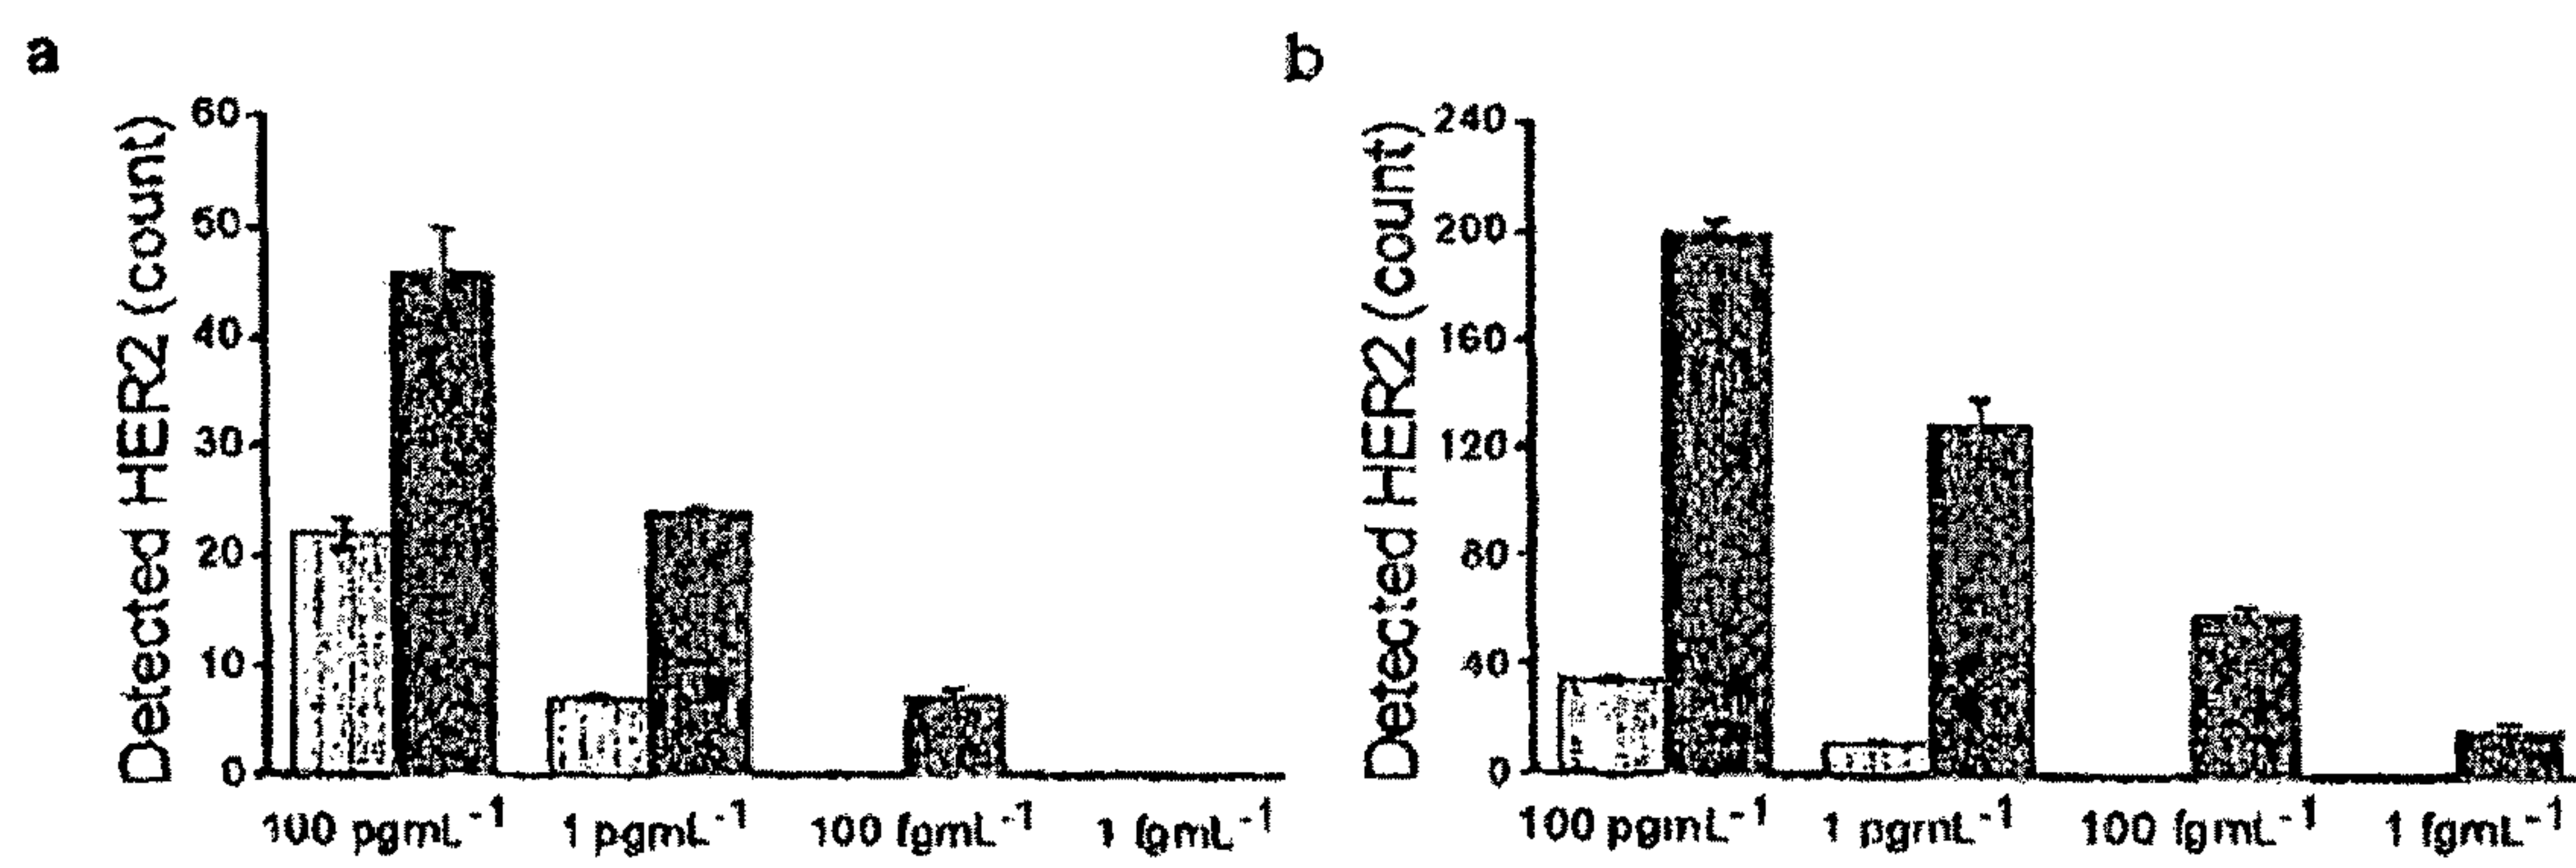 a
Detected HER2 (count)
60
50
40
30
20
10
0
100 pgmL⁻¹
1 pgmL⁻¹
100 fgmL⁻¹
1 fgmL⁻¹
b
Detected HER2 (count)
240
200
160
120
80
40
0
100 pgmL⁻¹
1 pgmL⁻¹
100 fgmL⁻¹
1 fgmL⁻¹